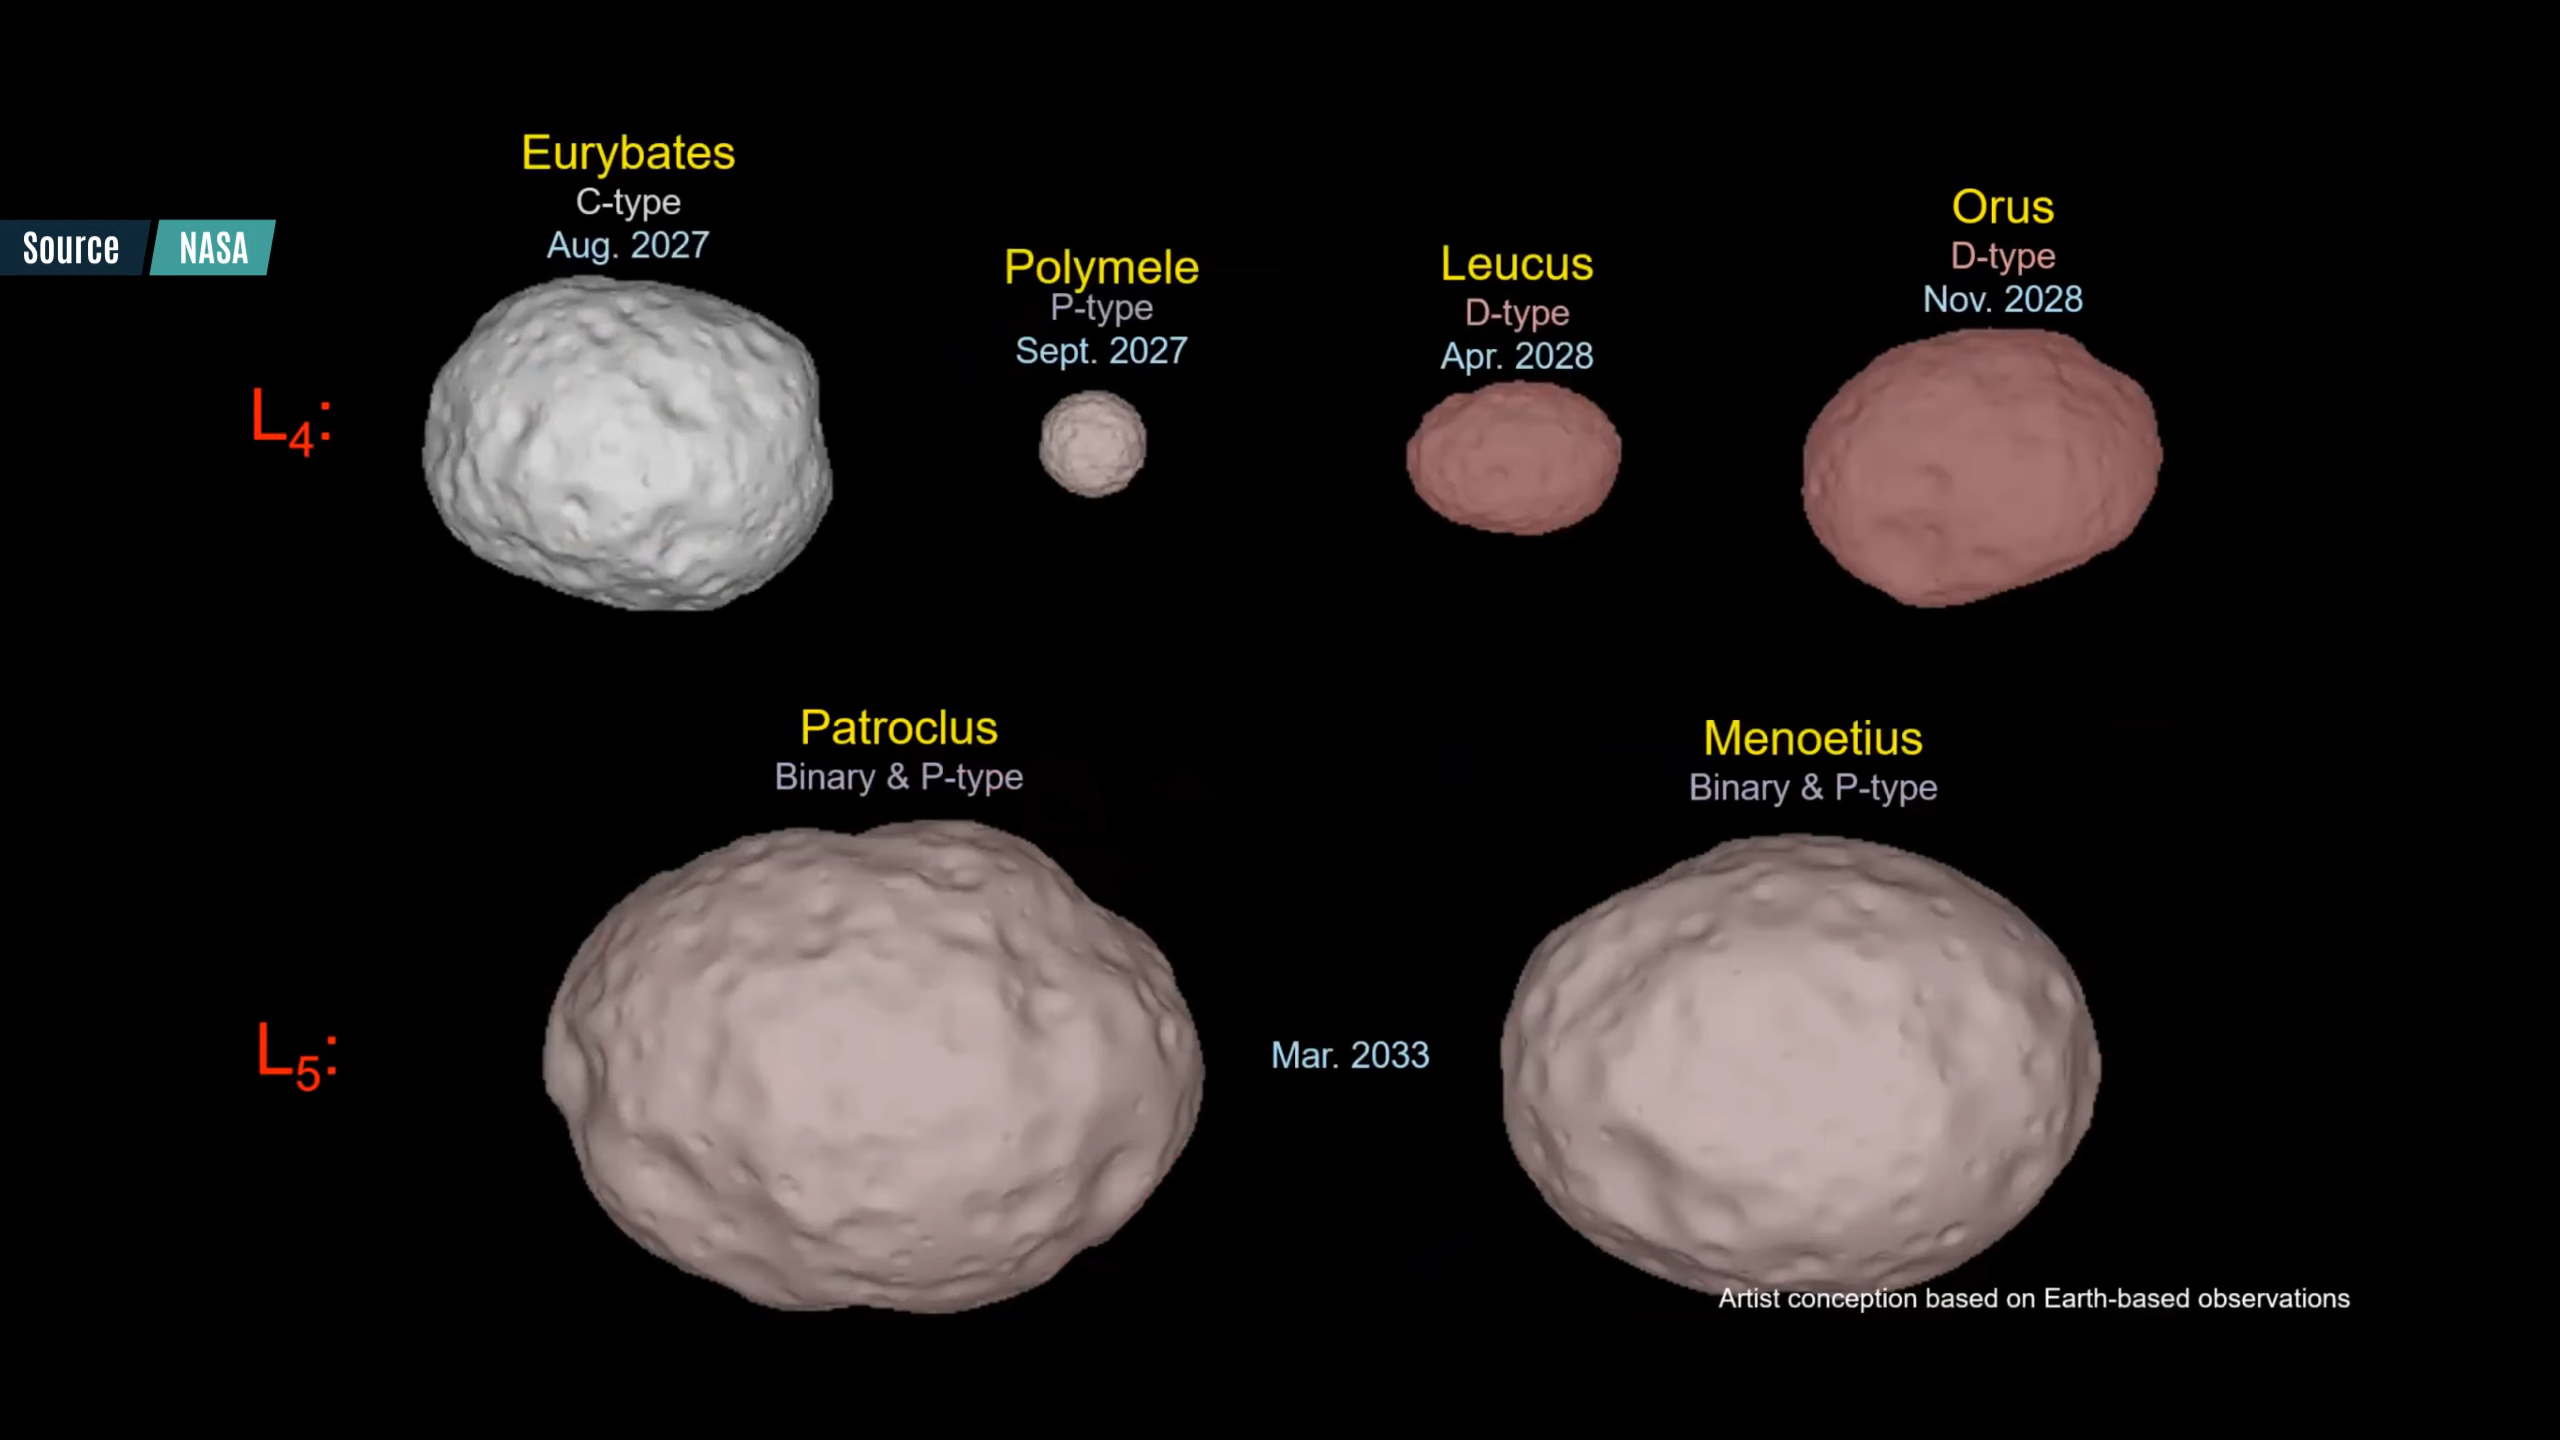 Source NASA
L4:
Eurybates
C-type
Aug. 2027
Polymele
P-type
Sept. 2027
Leucus
D-type
Apr. 2028
Orus
D-type
Nov. 2028
L5:
Patroclus
Binary & P-type
Mar. 2033
Menoetius
Binary & P-type
Artist conception based on Earth-based observations